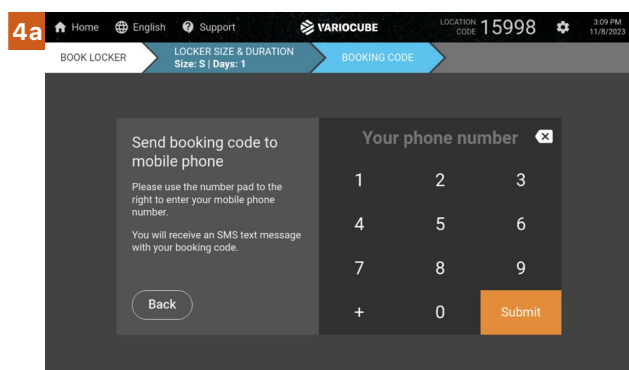 4a
Home English Support VARIOCUBE LOCATION CODE 15998 3:09 PM 11/8/2023
BOOK LOCKER
LOCKER SIZE & DURATION
Size: S | Days: 1
BOOKING CODE
Send booking code to
mobile phone
Please use the number pad to the
right to enter your mobile phone
number.
You will receive an SMS text message
with your booking code.
Back
Your phone number
1 2 3
4 5 6
7 8 9
+ 0 Submit